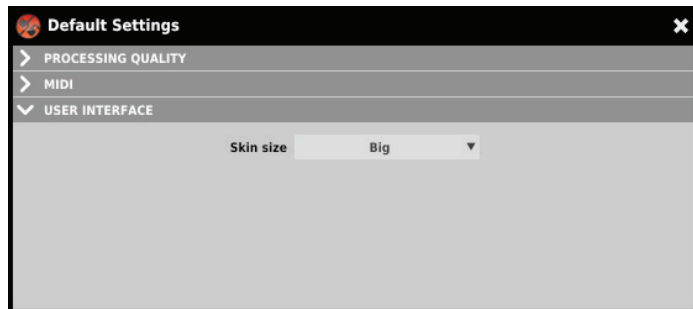 Default Settings
PROCESSING QUALITY
MIDI
USER INTERFACE
Skin size Big